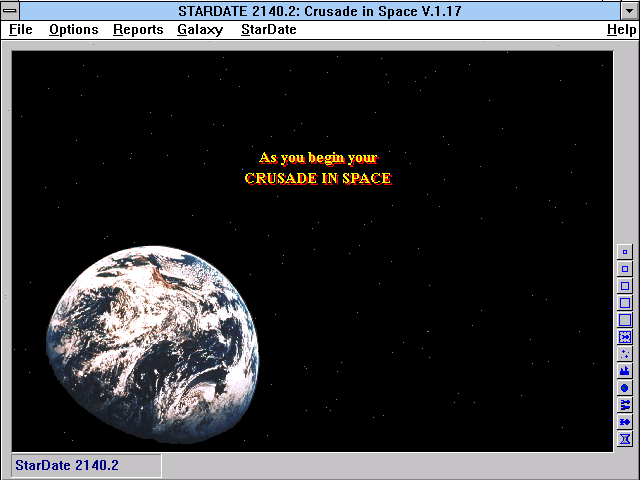 STARDATE 2140.2: Crusade in Space V.1.17
File Options Reports Galaxy StarDate Help
As you begin your
CRUSADE IN SPACE
StarDate 2140.2